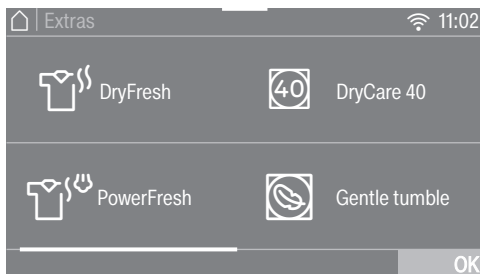 Extras 11:02
DryFresh
40 DryCare 40
PowerFresh
Gentle tumble
OK